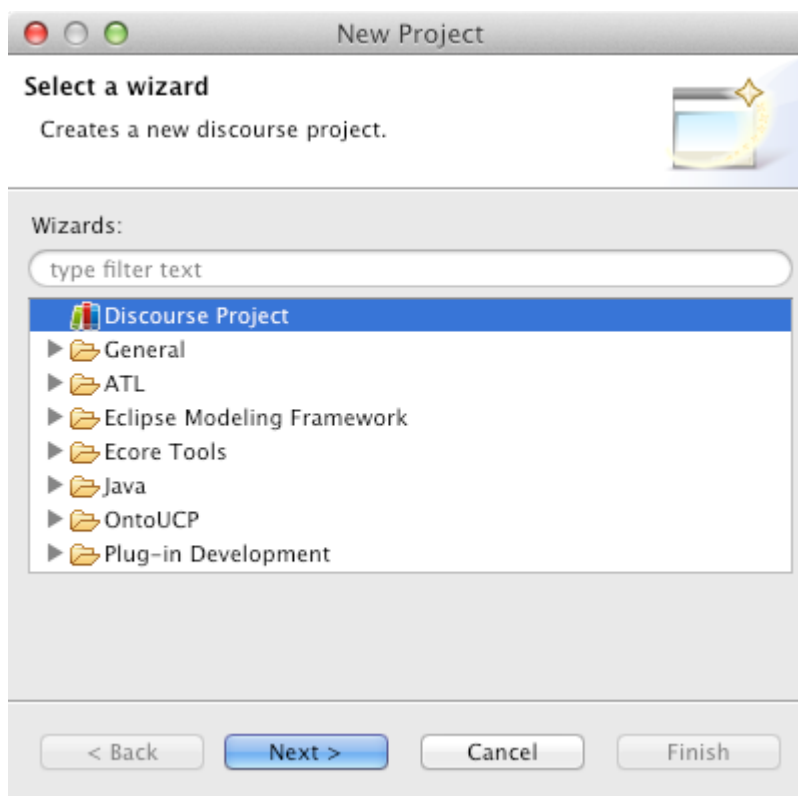 New Project
Select a wizard
Creates a new discourse project.
Wizards:
type filter text
Discourse Project
General
ATL
Eclipse Modeling Framework
Ecore Tools
Java
OntoUCP
Plug-in Development
< Back Next > Cancel Finish